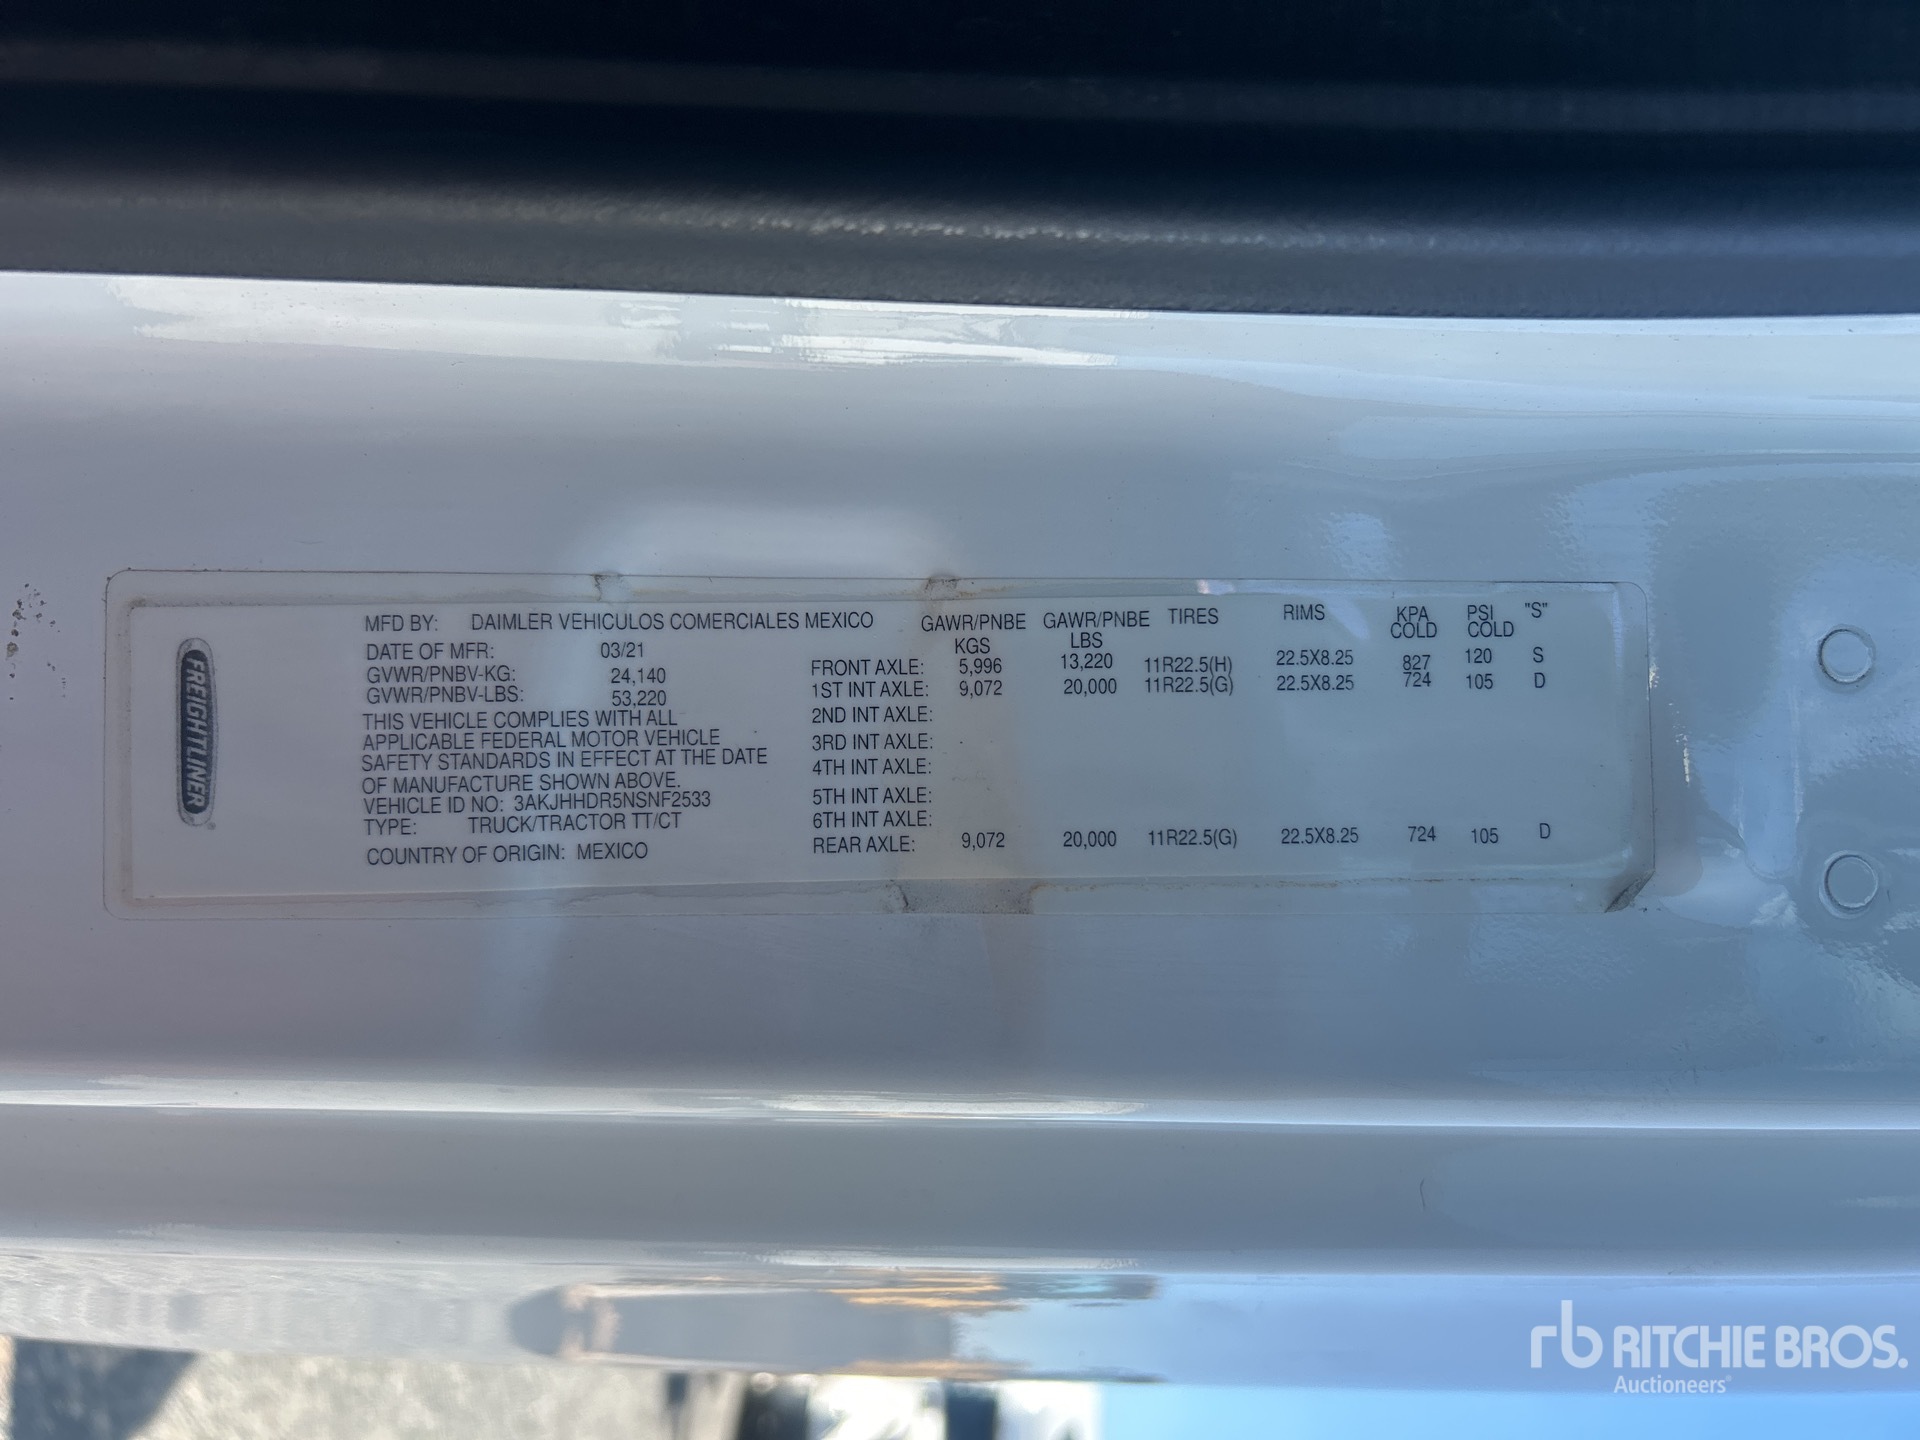 FREIGHTLINER
MFD BY: DAIMLER VEHICULOS COMERCIALES MEXICO
DATE OF MFR: 03/21
GVWR/PNBV-KG: 24,140
GVWR/PNBV-LBS: 53,220
THIS VEHICLE COMPLIES WITH ALL
APPLICABLE FEDERAL MOTOR VEHICLE
SAFETY STANDARDS IN EFFECT AT THE DATE
OF MANUFACTURE SHOWN ABOVE.
VEHICLE ID NO: 3AKJHHDR5NSNF2533
TYPE: TRUCK/TRACTOR TT/CT
COUNTRY OF ORIGIN: MEXICO
GAWR/PNBE KGS GAWR/PNBE LBS TIRES RIMS KPA COLD PSI COLD "S"
FRONT AXLE: 5,996 13,220 11R22.5(H) 22.5X8.25 827 120 S
1ST INT AXLE: 9,072 20,000 11R22.5(G) 22.5X8.25 724 105 D
2ND INT AXLE:
3RD INT AXLE:
4TH INT AXLE:
5TH INT AXLE:
6TH INT AXLE:
REAR AXLE: 9,072 20,000 11R22.5(G) 22.5X8.25 724 105 D
rb RITCHIE BROS.
Auctioneers